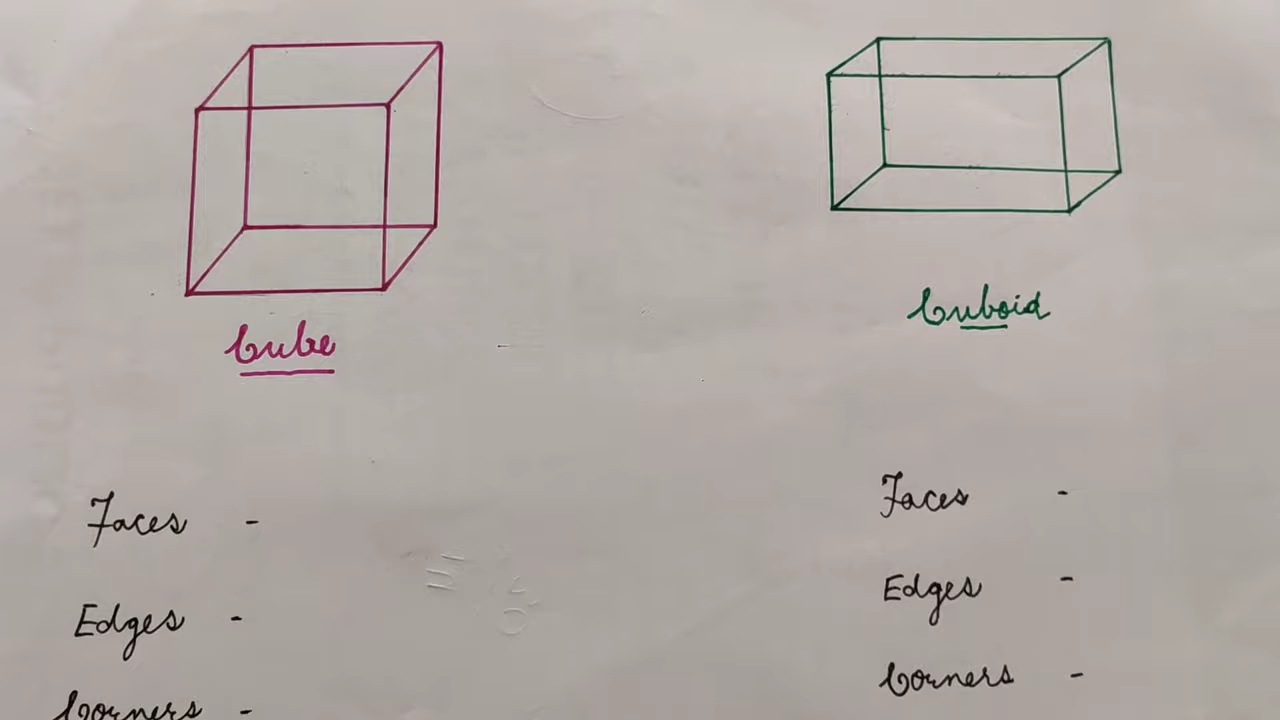 Cube
Cuboid
Faces -
Edges -
Corners -
Faces -
Edges -
Corners -